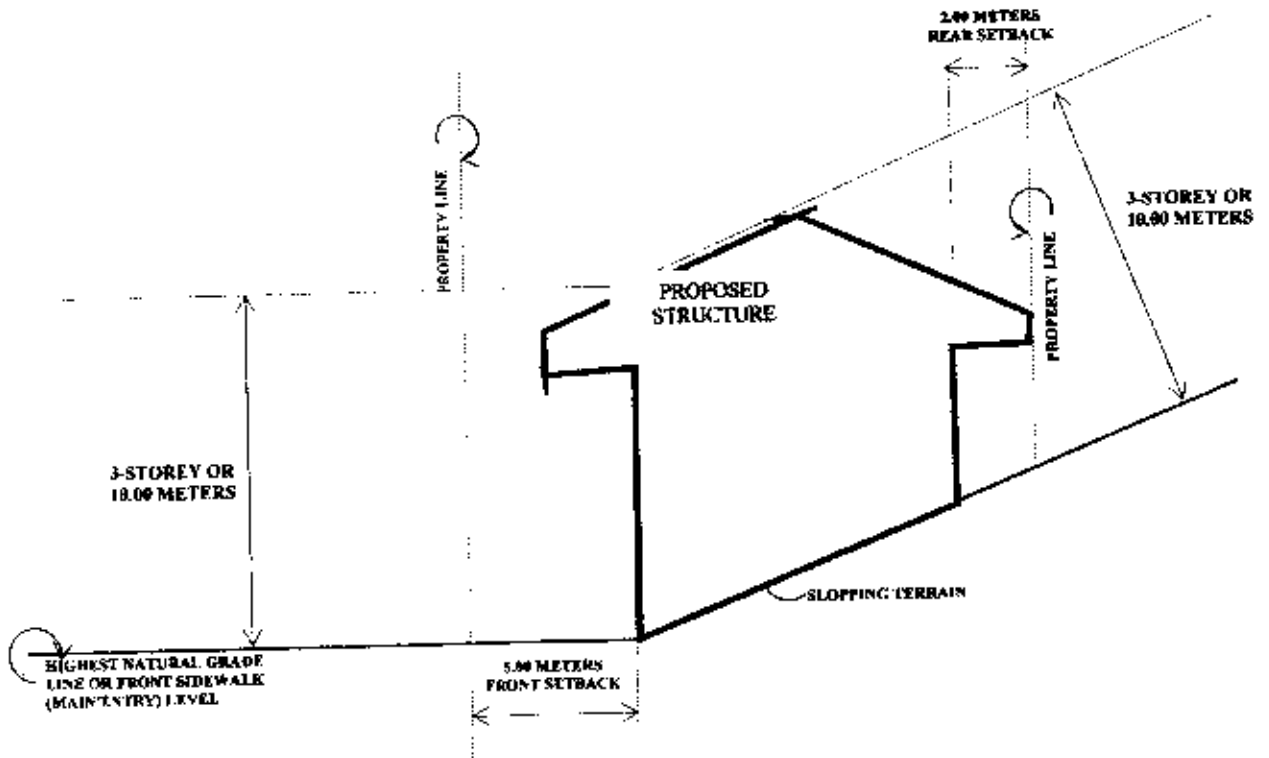 2.00 METERS
REAR SETBACK
PROPERTY LINE
3-STOREY OR
10.00 METERS
PROPERTY LINE
PROPOSED
STRUCTURE
3-STOREY OR
10.00 METERS
SLOPPING TERRAIN
HIGHEST NATURAL GRADE
LINE OR FRONT SIDEWALK
(MAIN ENTRY) LEVEL
5.00 METERS
FRONT SETBACK